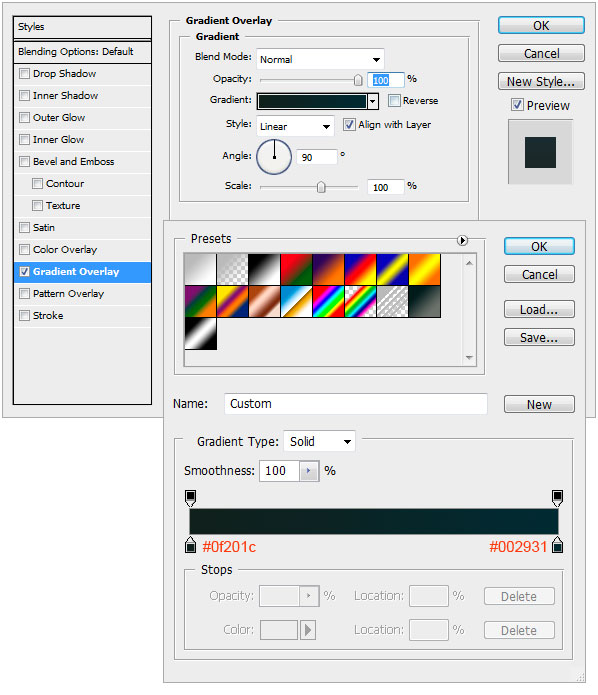 Styles
Blending Options: Default
Drop Shadow
Inner Shadow
Outer Glow
Inner Glow
Bevel and Emboss
Contour
Texture
Satin
Color Overlay
Gradient Overlay
Pattern Overlay
Stroke
Gradient Overlay
Gradient
Blend Mode: Normal
Opacity: 100 %
Gradient: Reverse
Style: Linear Align with Layer
Angle: 90 °
Scale: 100 %
OK
Cancel
New Style...
Preview
Presets
OK
Cancel
Load...
Save...
Name: Custom New
Gradient Type: Solid
Smoothness: 100 %
#0f201c #002931
Stops
Opacity: % Location: % Delete
Color: Location: % Delete